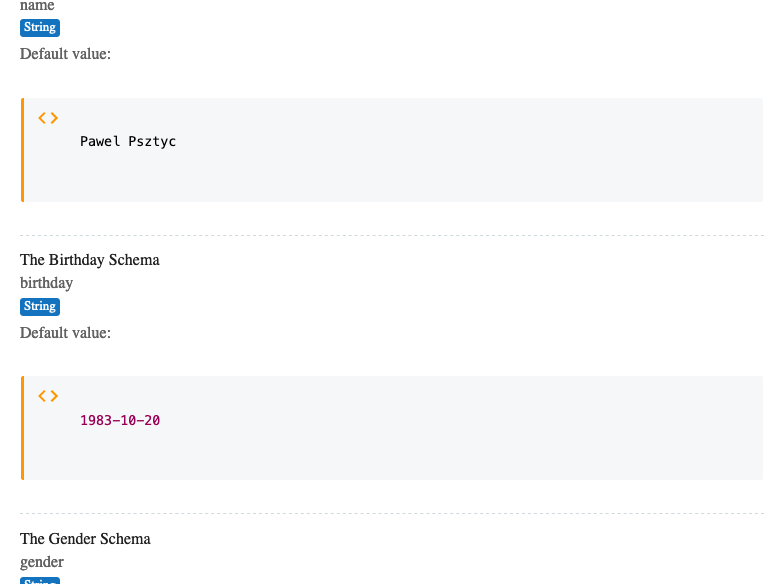 name
String
Default value:
<>
Pawel Psztyc
The Birthday Schema
birthday
String
Default value:
<>
1983-10-20
The Gender Schema
gender
String